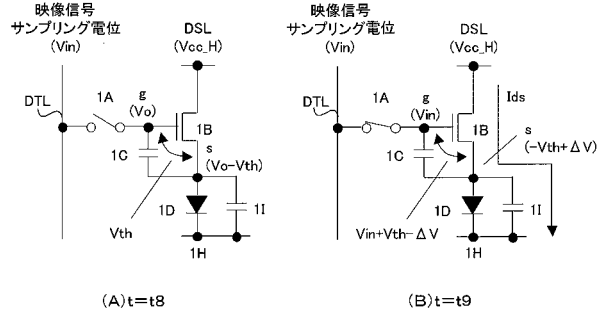 映像信号
サンプリング電位
(Vin)
DSL
(Vcc_H)
DTL
1A
g
(Vo)
1B
s
(Vo-Vth)
1C
1D
1I
Vth
1H
(A)t=t8
映像信号
サンプリング電位
(Vin)
DSL
(Vcc_H)
DTL
1A
g
(Vin)
Ids
1B
s
(-Vth+ΔV)
1C
1D
1I
Vin+Vth-ΔV
1H
(B)t=t9